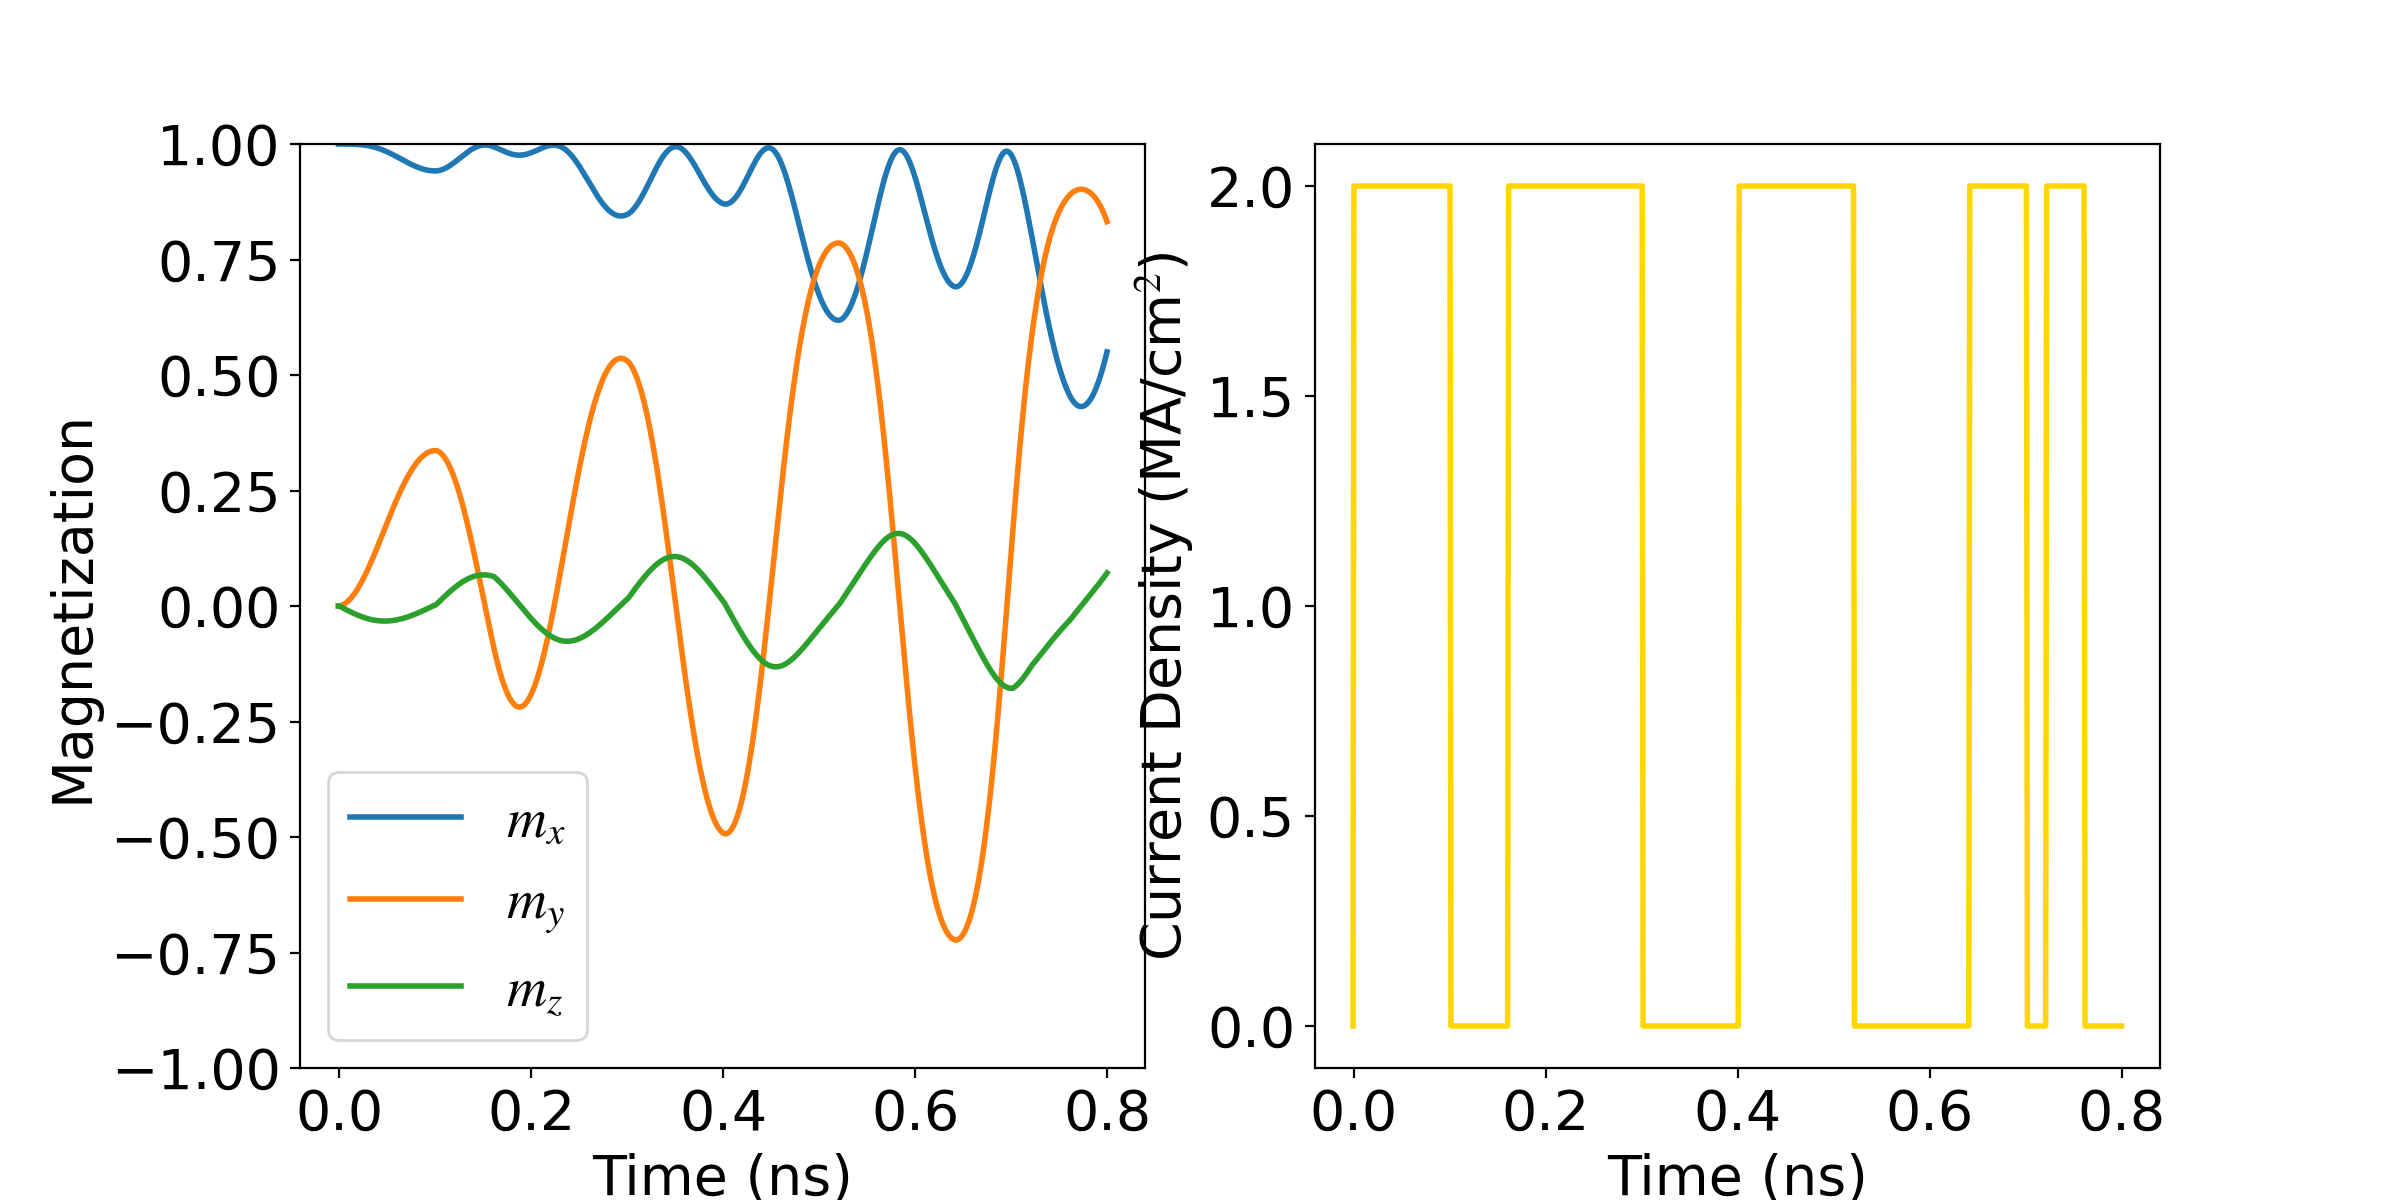 Magnetization
1.00
0.75
0.50
0.25
0.00
−0.25
−0.50
−0.75
−1.00
m_x
m_y
m_z
0.0 0.2 0.4 0.6 0.8
Time (ns)
Current Density (MA/cm²)
2.0
1.5
1.0
0.5
0.0
0.0 0.2 0.4 0.6 0.8
Time (ns)